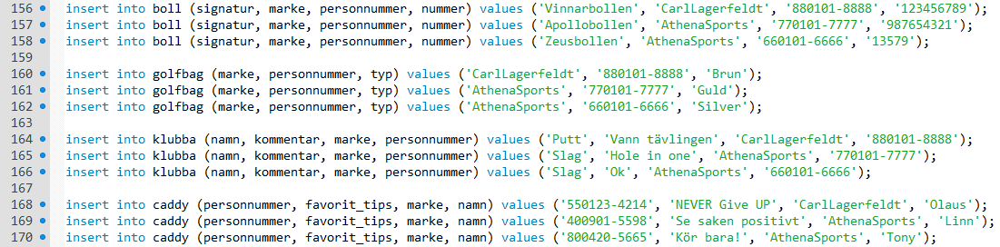 156 insert into boll (signatur, marke, personnummer, nummer) values ('Vinnarbollen', 'CarlLagerfeldt', '880101-8888', '123456789');
157 insert into boll (signatur, marke, personnummer, nummer) values ('Apollobollen', 'AthenaSports', '770101-7777', '987654321');
158 insert into boll (signatur, marke, personnummer, nummer) values ('Zeusbollen', 'AthenaSports', '660101-6666', '13579');
159
160 insert into golfbag (marke, personnummer, typ) values ('CarlLagerfeldt', '880101-8888', 'Brun');
161 insert into golfbag (marke, personnummer, typ) values ('AthenaSports', '770101-7777', 'Guld');
162 insert into golfbag (marke, personnummer, typ) values ('AthenaSports', '660101-6666', 'Silver');
163
164 insert into klubba (namn, kommentar, marke, personnummer) values ('Putt', 'Vann tävlingen', 'CarlLagerfeldt', '880101-8888');
165 insert into klubba (namn, kommentar, marke, personnummer) values ('Slag', 'Hole in one', 'AthenaSports', '770101-7777');
166 insert into klubba (namn, kommentar, marke, personnummer) values ('Slag', 'Ok', 'AthenaSports', '660101-6666');
167
168 insert into caddy (personnummer, favorit_tips, marke, namn) values ('550123-4214', 'NEVER Give UP', 'CarlLagerfeldt', 'Olaus');
169 insert into caddy (personnummer, favorit_tips, marke, namn) values ('400901-5598', 'Se saken positivt', 'AthenaSports', 'Linn');
170 insert into caddy (personnummer, favorit_tips, marke, namn) values ('800420-5665', 'Kör bara!', 'AthenaSports', 'Tony');